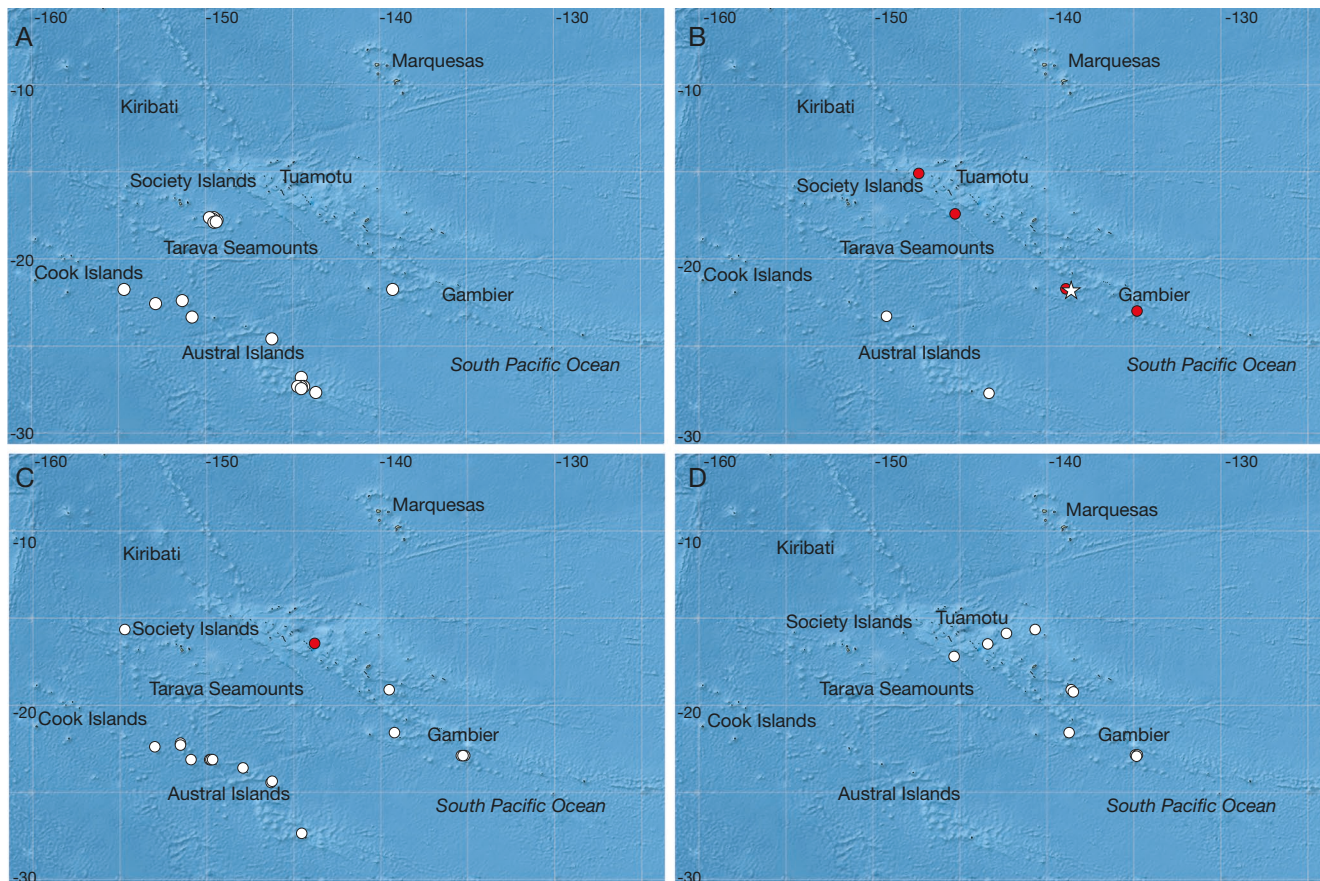 A
-160
-150
-140
-130
Marquesas
-10
Kiribati
Society Islands
Tuamotu
Tarava Seamounts
-20
Cook Islands
Gambier
Austral Islands
South Pacific Ocean
-30
B
-160
-150
-140
-130
Marquesas
-10
Kiribati
Society Islands
Tuamotu
Tarava Seamounts
-20
Cook Islands
Gambier
Austral Islands
South Pacific Ocean
-30
C
-160
-150
-140
-130
Marquesas
-10
Kiribati
Society Islands
Tarava Seamounts
-20
Cook Islands
Gambier
Austral Islands
South Pacific Ocean
-30
D
-160
-150
-140
-130
Marquesas
-10
Kiribati
Society Islands
Tuamotu
Tarava Seamounts
-20
Cook Islands
Gambier
Austral Islands
South Pacific Ocean
-30